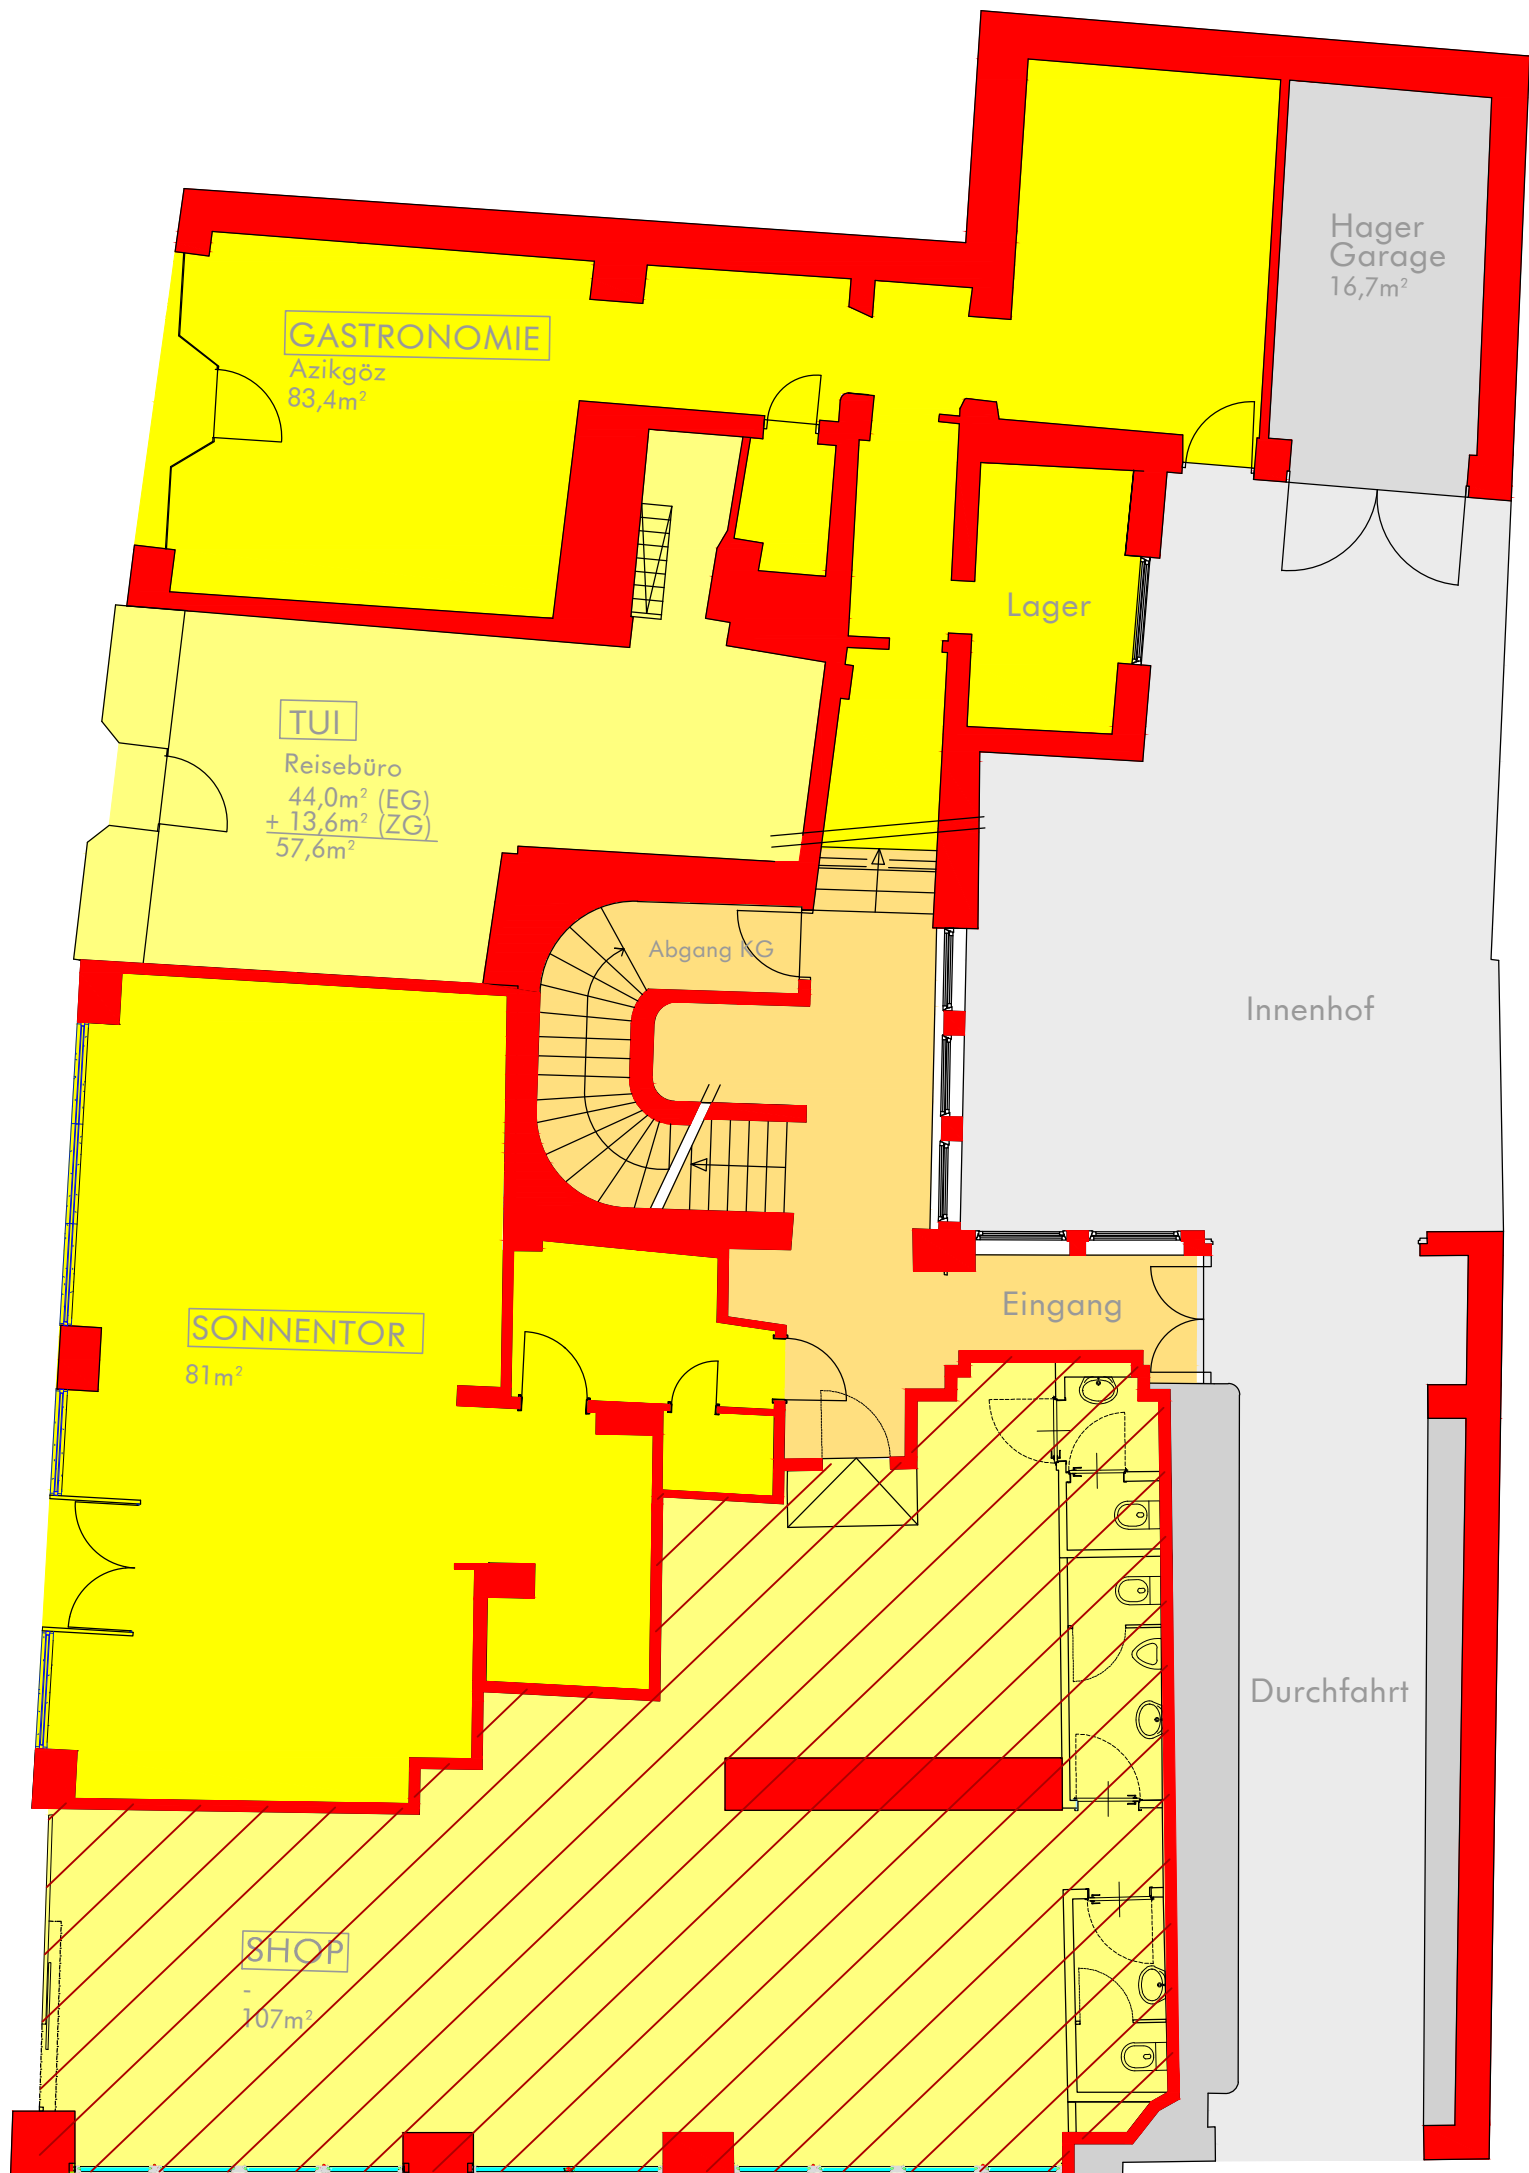 Hager
Garage
16,7m²
GASTRONOMIE
Azikgöz
83,4m²
Lager
TUI
Reisebüro
44,0m² (EG)
+ 13,6m² (ZG)
57,6m²
Abgang KG
Innenhof
Eingang
SONNENTOR
81m²
Durchfahrt
SHOP
-
107m²